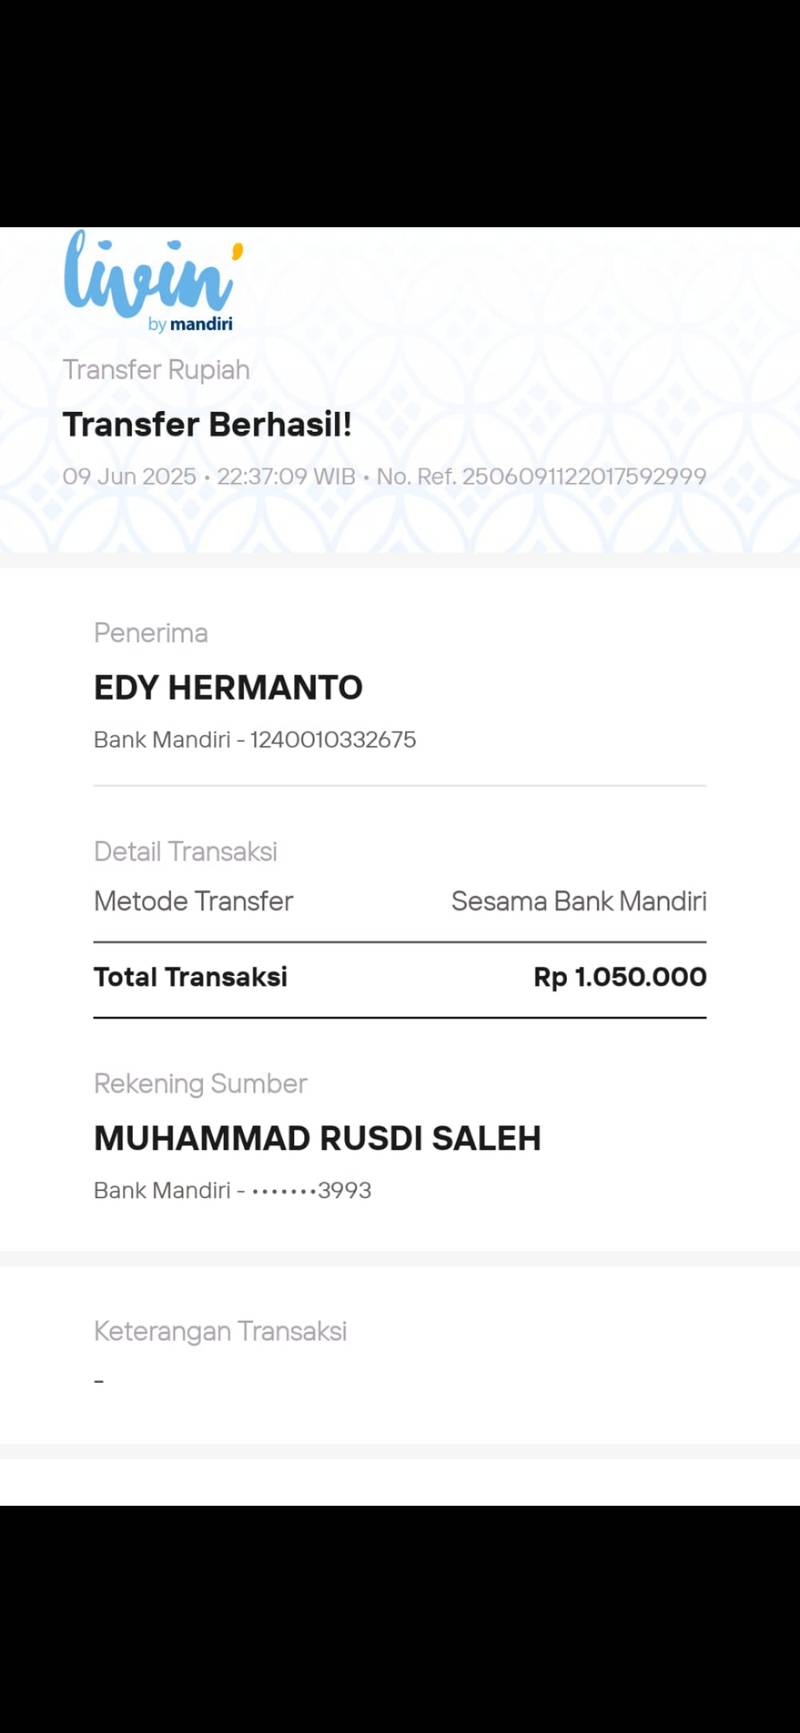 livin'
by mandiri
Transfer Rupiah
Transfer Berhasil!
09 Jun 2025 • 22:37:09 WIB • No. Ref. 2506091122017592999
Penerima
EDY HERMANTO
Bank Mandiri - 1240010332675
Detail Transaksi
Metode Transfer Sesama Bank Mandiri
Total Transaksi Rp 1.050.000
Rekening Sumber
MUHAMMAD RUSDI SALEH
Bank Mandiri - •••••••3993
Keterangan Transaksi
-